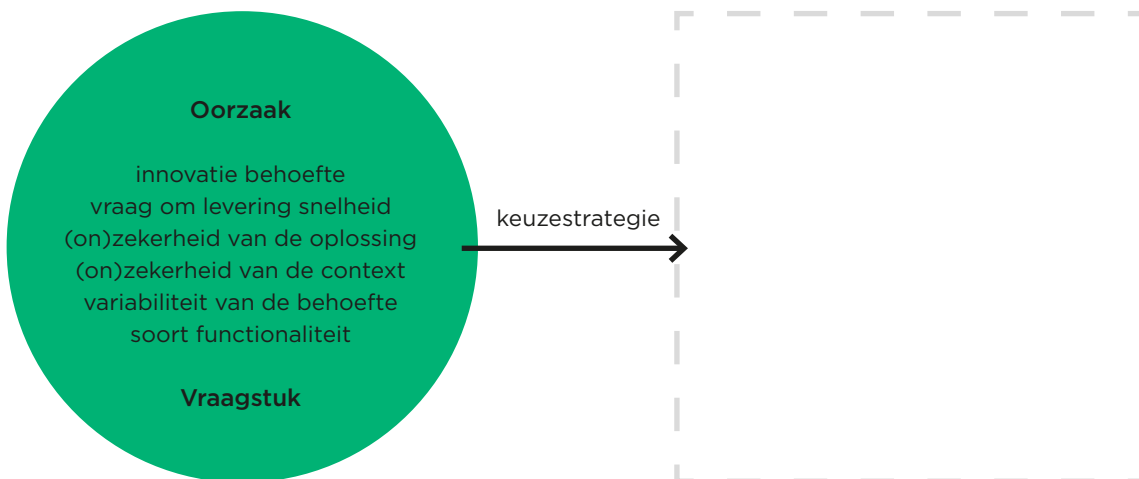 Oorzaak
innovatie behoefte
vraag om levering snelheid
(on)zekerheid van de oplossing
(on)zekerheid van de context
variabiliteit van de behoefte
soort functionaliteit
Vraagstuk
keuzestrategie